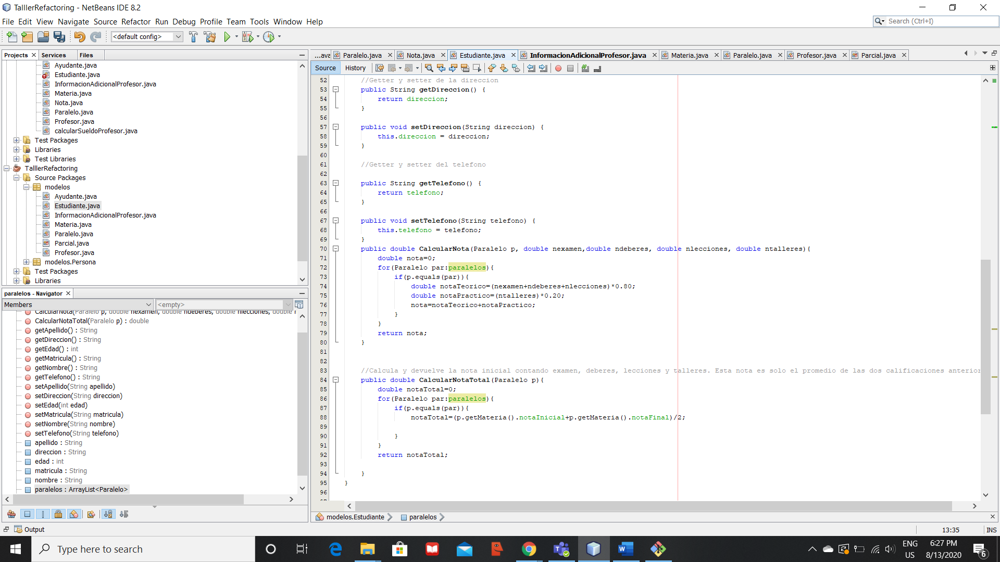 TalllerRefactoring - NetBeans IDE 8.2
File Edit View Navigate Source Refactor Run Debug Profile Team Tools Window Help
Search (Ctrl+I)
<default config>
Projects Services Files
Ayudante.java
Estudiante.java
InformacionAdicionalProfesor.java
Materia.java
Nota.java
Paralelo.java
Profesor.java
calcularSueldoProfesor.java
Test Packages
Libraries
Test Libraries
TalllerRefactoring
Source Packages
modelos
Ayudante.java
Estudiante.java
InformacionAdicionalProfesor.java
Materia.java
Paralelo.java
Parcial.java
Profesor.java
modelos.Persona
Test Packages
Libraries
paralelos - Navigator
Members <empty>
CalcularNota(Paralelo p, double nexamen, double ndeberes, double nlecciones, double r
CalcularNotaTotal(Paralelo p) : double
getApellido() : String
getDireccion() : String
getEdad() : int
getMatricula() : String
getNombre() : String
getTelefono() : String
setApellido(String apellido)
setDireccion(String direccion)
setEdad(int edad)
setMatricula(String matricula)
setNombre(String nombre)
setTelefono(String telefono)
apellido : String
direccion : String
edad : int
matricula : String
nombre : String
paralelos : ArrayList<Paralelo>
...ava Paralelo.java Nota.java Estudiante.java InformacionAdicionalProfesor.java Materia.java Paralelo.java Profesor.java Parcial.java
Source History
52 //Getter y setter de la direccion
53 public String getDireccion() {
54 return direccion;
55 }
56
57 public void setDireccion(String direccion) {
58 this.direccion = direccion;
59 }
60
61 //Getter y setter del telefono
62
63 public String getTelefono() {
64 return telefono;
65 }
66
67 public void setTelefono(String telefono) {
68 this.telefono = telefono;
69 }
70 public double CalcularNota(Paralelo p, double nexamen,double ndeberes, double nlecciones, double ntalleres){
71 double nota=0;
72 for(Paralelo par:paralelos){
73 if(p.equals(par)){
74 double notaTeorico=(nexamen+ndeberes+nlecciones)*0.80;
75 double notaPractico=(ntalleres)*0.20;
76 nota=notaTeorico+notaPractico;
77 }
78 }
79 return nota;
80 }
81
82
83 //Calcula y devuelve la nota inicial contando examen, deberes, lecciones y talleres. Esta nota es solo el promedio de las dos calificaciones anterior
84 public double CalcularNotaTotal(Paralelo p){
85 double notaTotal=0;
86 for(Paralelo par:paralelos){
87 if(p.equals(par)){
88 notaTotal=(p.getMateria().notaInicial+p.getMateria().notaFinal)/2;
89
90 }
91 }
92 return notaTotal;
93
94 }
95 }
96
modelos.Estudiante paralelos
Output
13:35 INS
Type here to search
ENG
US
6:27 PM
8/13/2020
6